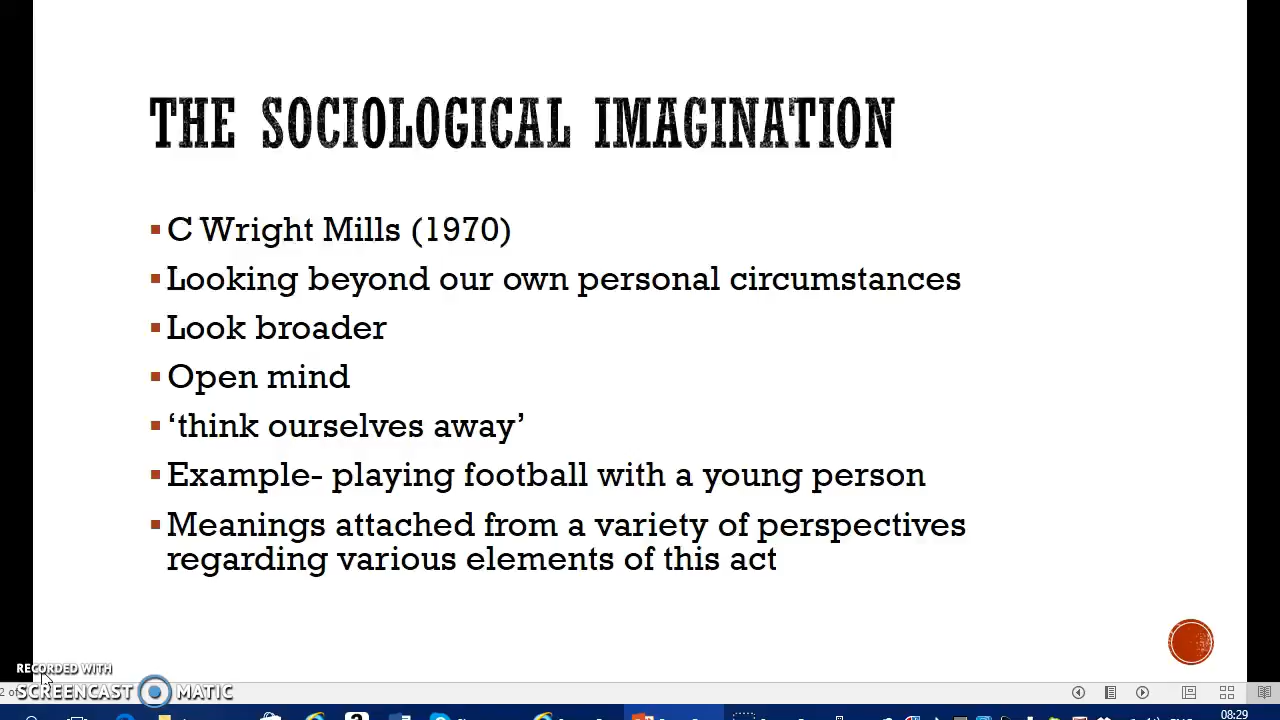 THE SOCIOLOGICAL IMAGINATION
C Wright Mills (1970)
Looking beyond our own personal circumstances
Look broader
Open mind
‘think ourselves away’
Example- playing football with a young person
Meanings attached from a variety of perspectives
regarding various elements of this act
RECORDED WITH
2 of
SCREENCAST MATIC
08:29